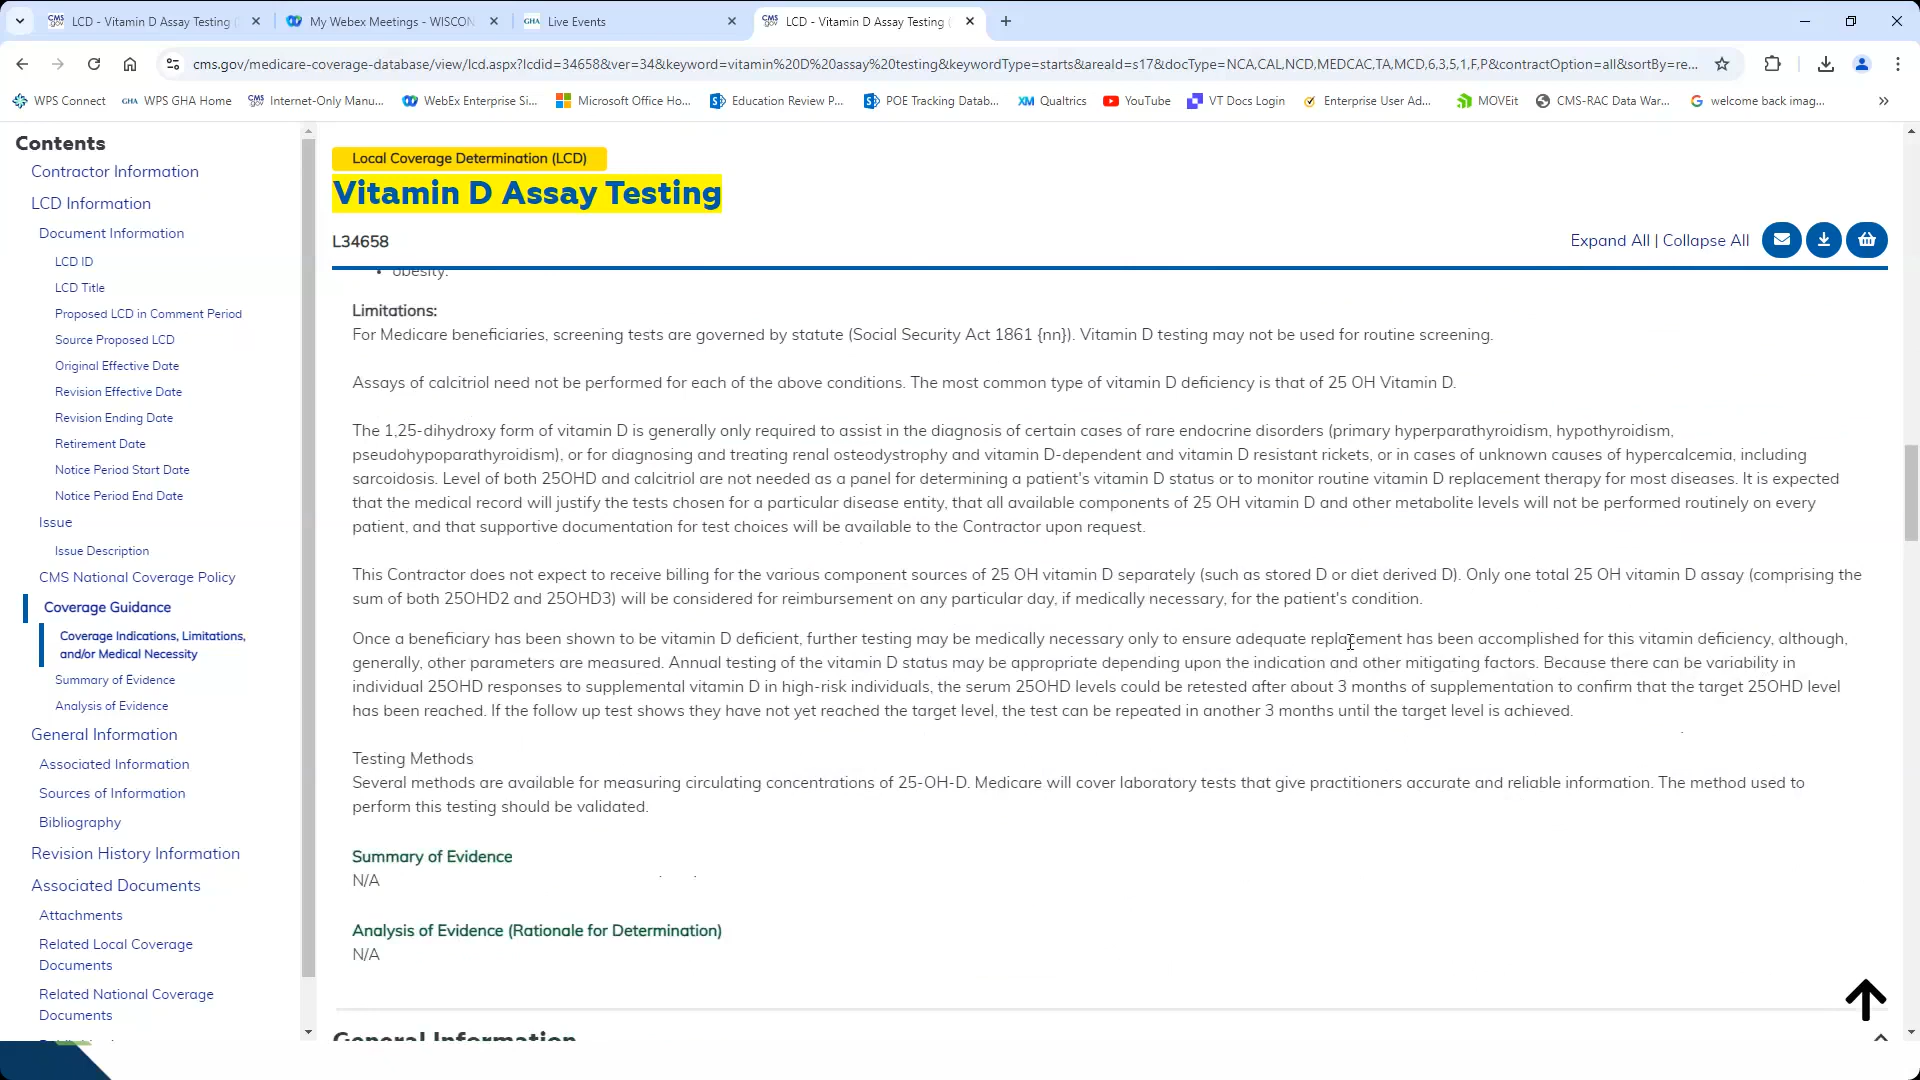 LCD - Vitamin D Assay Testing (
My Webex Meetings - WISCON
Live Events
LCD - Vitamin D Assay Testing (
cms.gov/medicare-coverage-database/view/lcd.aspx?lcdid=34658&ver=34&keyword=vitamin%20D%20assay%20testing&keywordType=starts&areaId=s17&docType=NCA,CAL,NCD,MEDCAC,TA,MCD,6,3,5,1,F,P&contractOption=all&sortBy=re...
WPS Connect
WPS GHA Home
Internet-Only Manu...
WebEx Enterprise Si...
Microsoft Office Ho...
Education Review P...
POE Tracking Datab...
Qualtrics
YouTube
VT Docs Login
Enterprise User Ad...
MOVEit
CMS-RAC Data War...
welcome back imag...
Contents
Contractor Information
LCD Information
Document Information
LCD ID
LCD Title
Proposed LCD in Comment Period
Source Proposed LCD
Original Effective Date
Revision Effective Date
Revision Ending Date
Retirement Date
Notice Period Start Date
Notice Period End Date
Issue
Issue Description
CMS National Coverage Policy
Coverage Guidance
Coverage Indications, Limitations,
and/or Medical Necessity
Summary of Evidence
Analysis of Evidence
General Information
Associated Information
Sources of Information
Bibliography
Revision History Information
Associated Documents
Attachments
Related Local Coverage
Documents
Related National Coverage
Documents
Local Coverage Determination (LCD)
Vitamin D Assay Testing
L34658
Expand All | Collapse All
obesity.
Limitations:
For Medicare beneficiaries, screening tests are governed by statute (Social Security Act 1861 {nn}). Vitamin D testing may not be used for routine screening.
Assays of calcitriol need not be performed for each of the above conditions. The most common type of vitamin D deficiency is that of 25 OH Vitamin D.
The 1,25-dihydroxy form of vitamin D is generally only required to assist in the diagnosis of certain cases of rare endocrine disorders (primary hyperparathyroidism, hypothyroidism,
pseudohypoparathyroidism), or for diagnosing and treating renal osteodystrophy and vitamin D-dependent and vitamin D resistant rickets, or in cases of unknown causes of hypercalcemia, including
sarcoidosis. Level of both 25OHD and calcitriol are not needed as a panel for determining a patient's vitamin D status or to monitor routine vitamin D replacement therapy for most diseases. It is expected
that the medical record will justify the tests chosen for a particular disease entity, that all available components of 25 OH vitamin D and other metabolite levels will not be performed routinely on every
patient, and that supportive documentation for test choices will be available to the Contractor upon request.
This Contractor does not expect to receive billing for the various component sources of 25 OH vitamin D separately (such as stored D or diet derived D). Only one total 25 OH vitamin D assay (comprising the
sum of both 25OHD2 and 25OHD3) will be considered for reimbursement on any particular day, if medically necessary, for the patient's condition.
Once a beneficiary has been shown to be vitamin D deficient, further testing may be medically necessary only to ensure adequate replacement has been accomplished for this vitamin deficiency, although,
generally, other parameters are measured. Annual testing of the vitamin D status may be appropriate depending upon the indication and other mitigating factors. Because there can be variability in
individual 25OHD responses to supplemental vitamin D in high-risk individuals, the serum 25OHD levels could be retested after about 3 months of supplementation to confirm that the target 25OHD level
has been reached. If the follow up test shows they have not yet reached the target level, the test can be repeated in another 3 months until the target level is achieved.
Testing Methods
Several methods are available for measuring circulating concentrations of 25-OH-D. Medicare will cover laboratory tests that give practitioners accurate and reliable information. The method used to
perform this testing should be validated.
Summary of Evidence
N/A
Analysis of Evidence (Rationale for Determination)
N/A
General Information